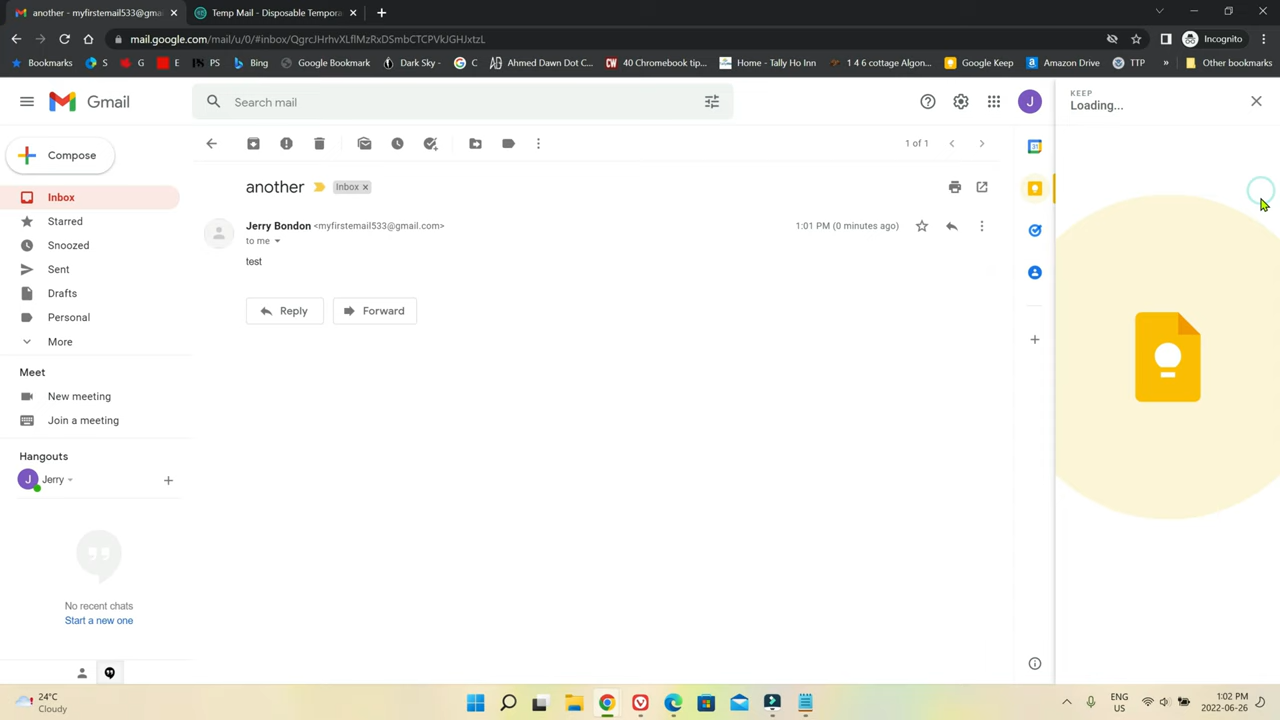 another - myfirstemail533@gmai
Temp Mail - Disposable Tempora
mail.google.com/mail/u/0/#inbox/QgrcJHrhvXLflMzRxDSmbCTCPVkJGHJxtzL
Incognito
Bookmarks
S
G
E
PS
Bing
Google Bookmark
Dark Sky -
C
Ahmed Dawn Dot C...
40 Chromebook tip...
Home - Tally Ho Inn
1 4 6 cottage Algon...
Google Keep
Amazon Drive
TTP
»
Other bookmarks
Gmail
Search mail
J
KEEP
Loading...
Compose
1 of 1
Inbox
Starred
Snoozed
Sent
Drafts
Personal
More
another
Inbox x
Jerry Bondon <myfirstemail533@gmail.com>
1:01 PM (0 minutes ago)
to me
test
Reply
Forward
Meet
New meeting
Join a meeting
Hangouts
J
Jerry
No recent chats
Start a new one
24°C
Cloudy
ENG
US
1:02 PM
2022-06-26